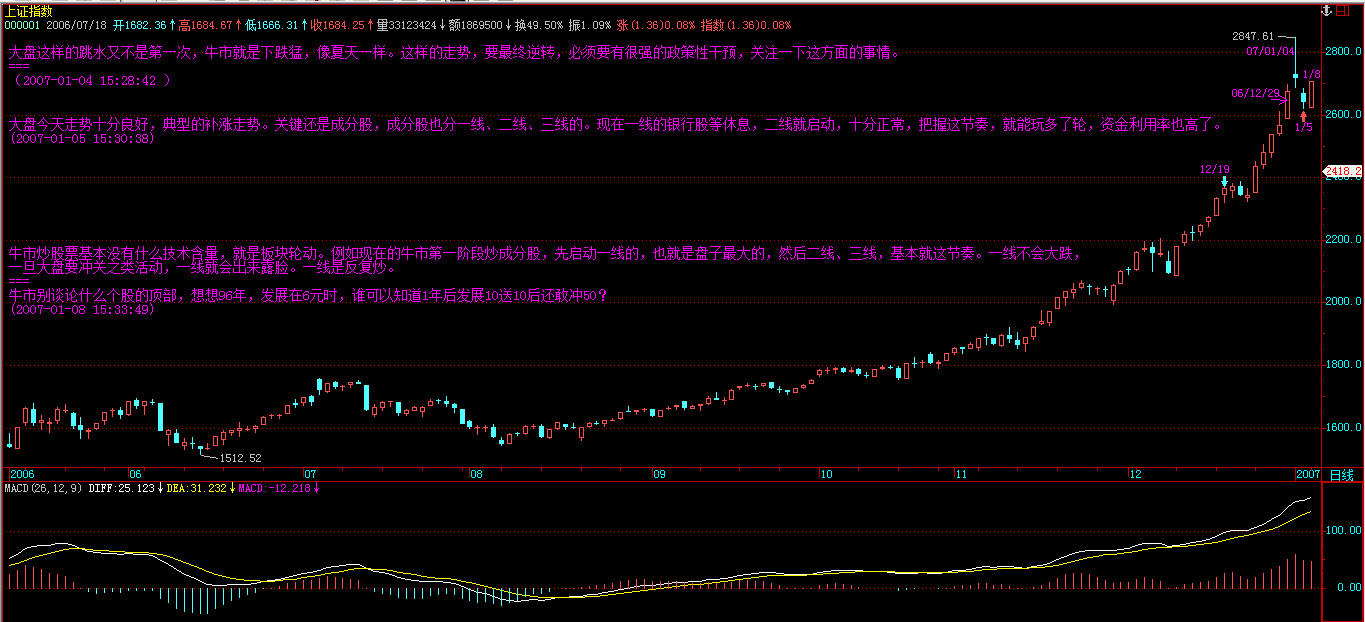 上证指数
000001 2006/07/18 开1682.36↑高1684.67↑低1666.31↑收1684.25↑量33123424↓额1869500↓换49.50% 振1.09% 涨(1.36)0.08% 指数(1.36)0.08%
2847.61
07/01/04
2800.0
大盘这样的跳水又不是第一次，牛市就是下跌猛，像夏天一样。这样的走势，要最终逆转，必须要有很强的政策性干预，关注一下这方面的事情。
===
（2007-01-04 15:28:42 ）
1/8
06/12/29
2600.0
大盘今天走势十分良好，典型的补涨走势。关键还是成分股，成分股也分一线、二线、三线的。现在一线的银行股等休息，二线就启动，十分正常，把握这节奏，就能玩多了轮，资金利用率也高了。
(2007-01-05 15:30:38)
1/5
12/19
2418.2
2400.0
2200.0
牛市炒股票基本没有什么技术含量，就是板块轮动。例如现在的牛市第一阶段炒成分股，先启动一线的，也就是盘子最大的，然后二线、三线，基本就这节奏。一线不会大跌，
一旦大盘要冲关之类活动，一线就会出来露脸。一线是反复炒。
===
牛市别谈论什么个股的顶部，想想96年，发展在6元时，谁可以知道1年后发展10送10后还敢冲50？
(2007-01-08 15:33:49)
2000.0
1800.0
1600.0
1512.52
2006 06 07 08 09 10 11 12 2007 日线
MACD(26,12,9) DIFF:25.123↓DEA:31.232↓MACD:-12.218↓
100.00
0.00